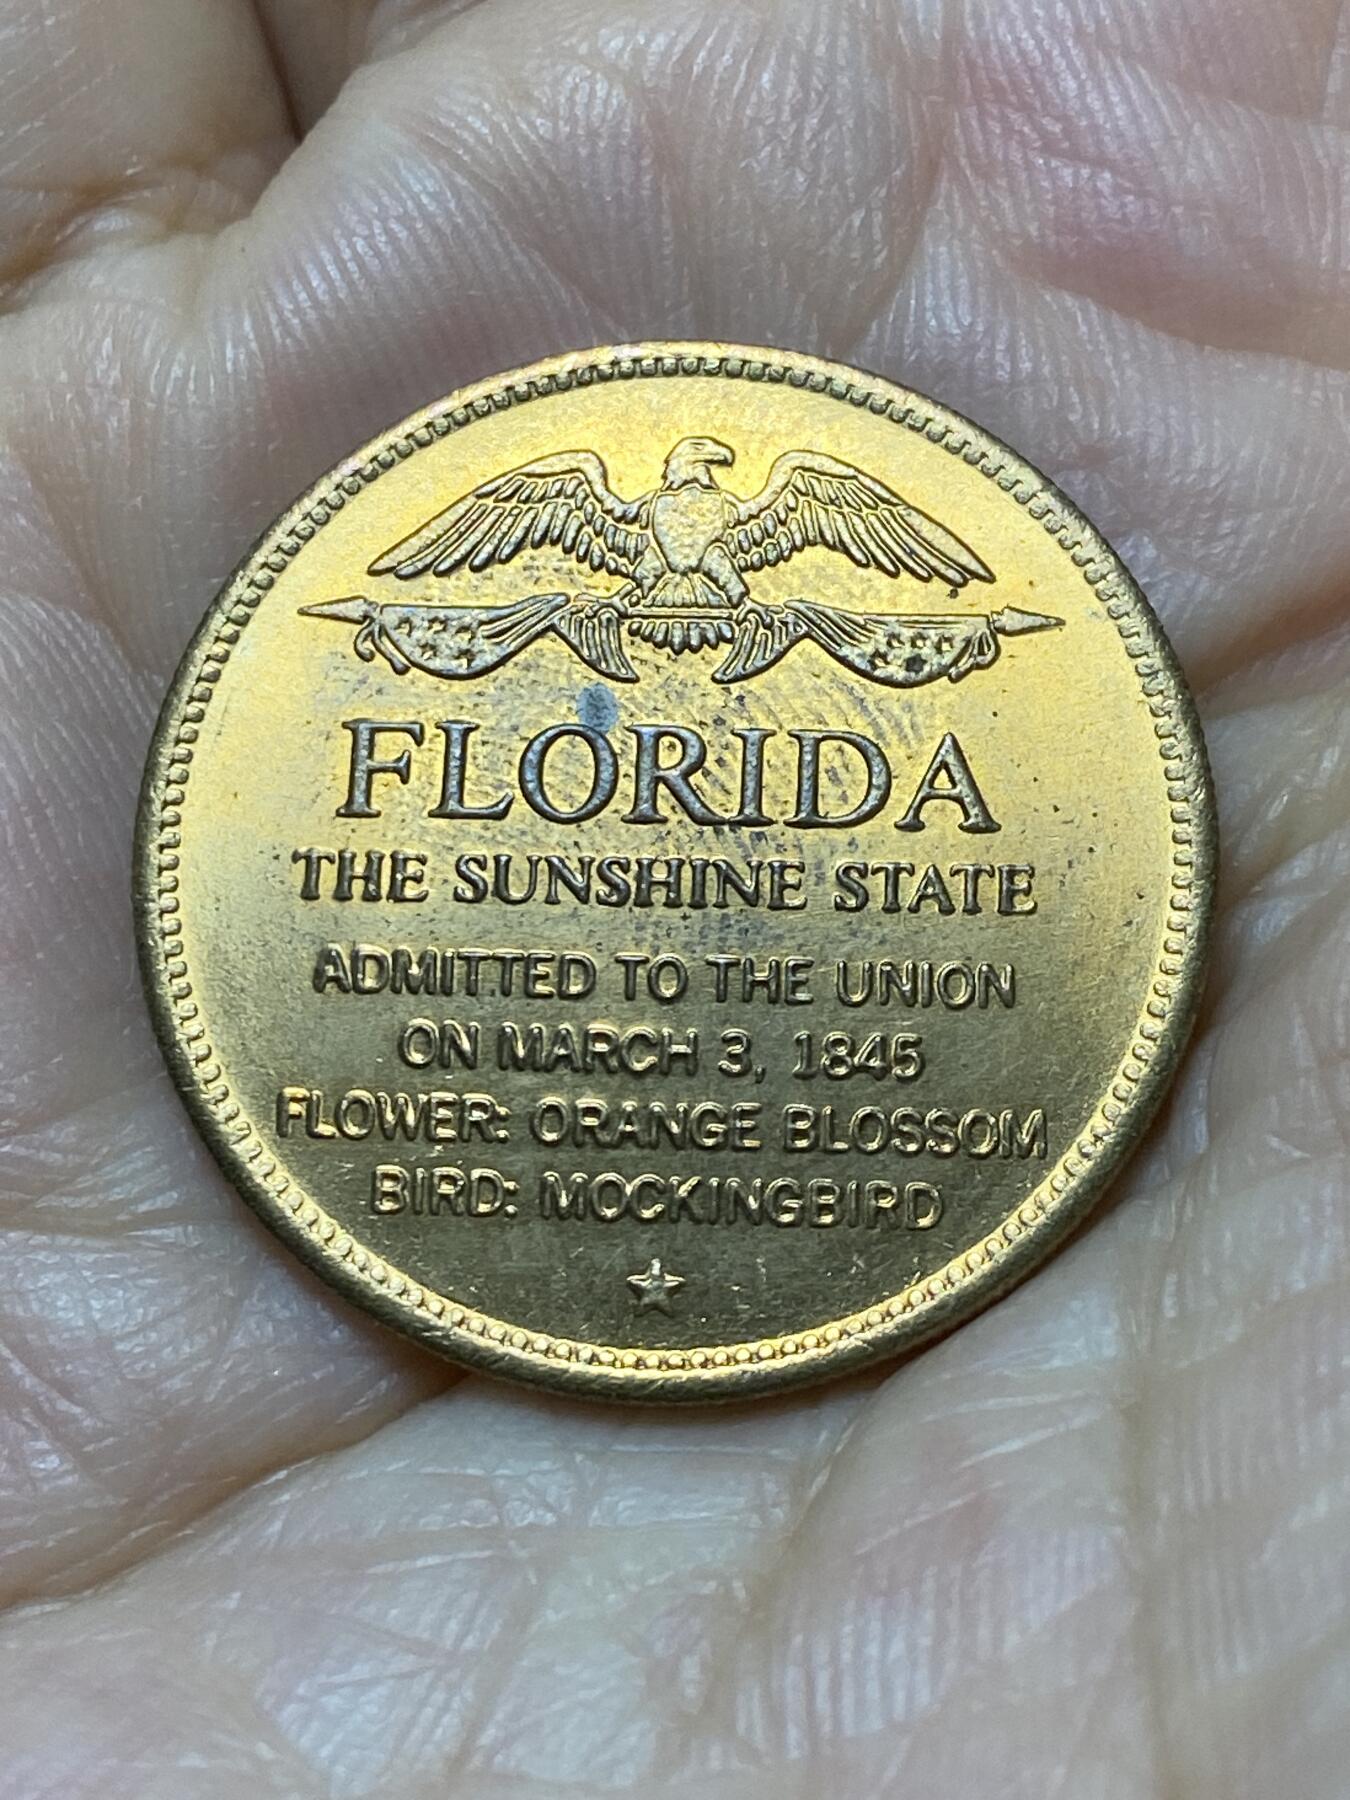 FLORIDA
THE SUNSHINE STATE
ADMITTED TO THE UNION
ON MARCH 3, 1845
FLOWER: ORANGE BLOSSOM
BIRD: MOCKINGBIRD